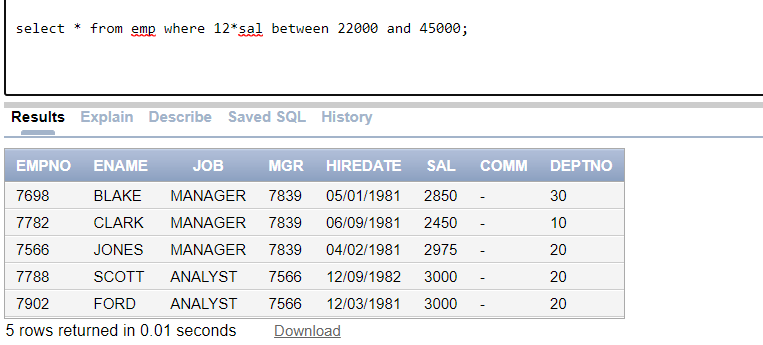 select * from emp where 12*sal between 22000 and 45000;
Results Explain Describe Saved SQL History
EMPNO ENAME JOB MGR HIREDATE SAL COMM DEPTNO
7698 BLAKE MANAGER 7839 05/01/1981 2850 - 30
7782 CLARK MANAGER 7839 06/09/1981 2450 - 10
7566 JONES MANAGER 7839 04/02/1981 2975 - 20
7788 SCOTT ANALYST 7566 12/09/1982 3000 - 20
7902 FORD ANALYST 7566 12/03/1981 3000 - 20
5 rows returned in 0.01 seconds Download